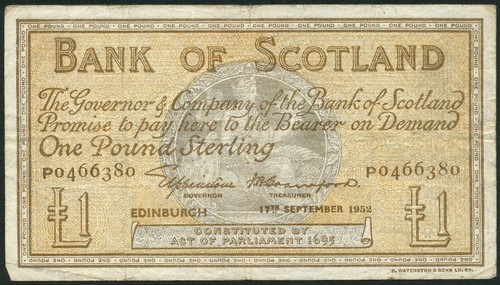 BANK OF SCOTLAND
The Governor & Company of the Bank of Scotland
Promise to pay here to the Bearer on Demand
One Pound Sterling
P0466380 P0466380
GOVERNOR TREASURER
EDINBURGH 17TH SEPTEMBER 1952
£1 £1
CONSTITUTED BY
ACT OF PARLIAMENT 1695
G. WATERSTON & SONS LD. ED.
ONE POUND